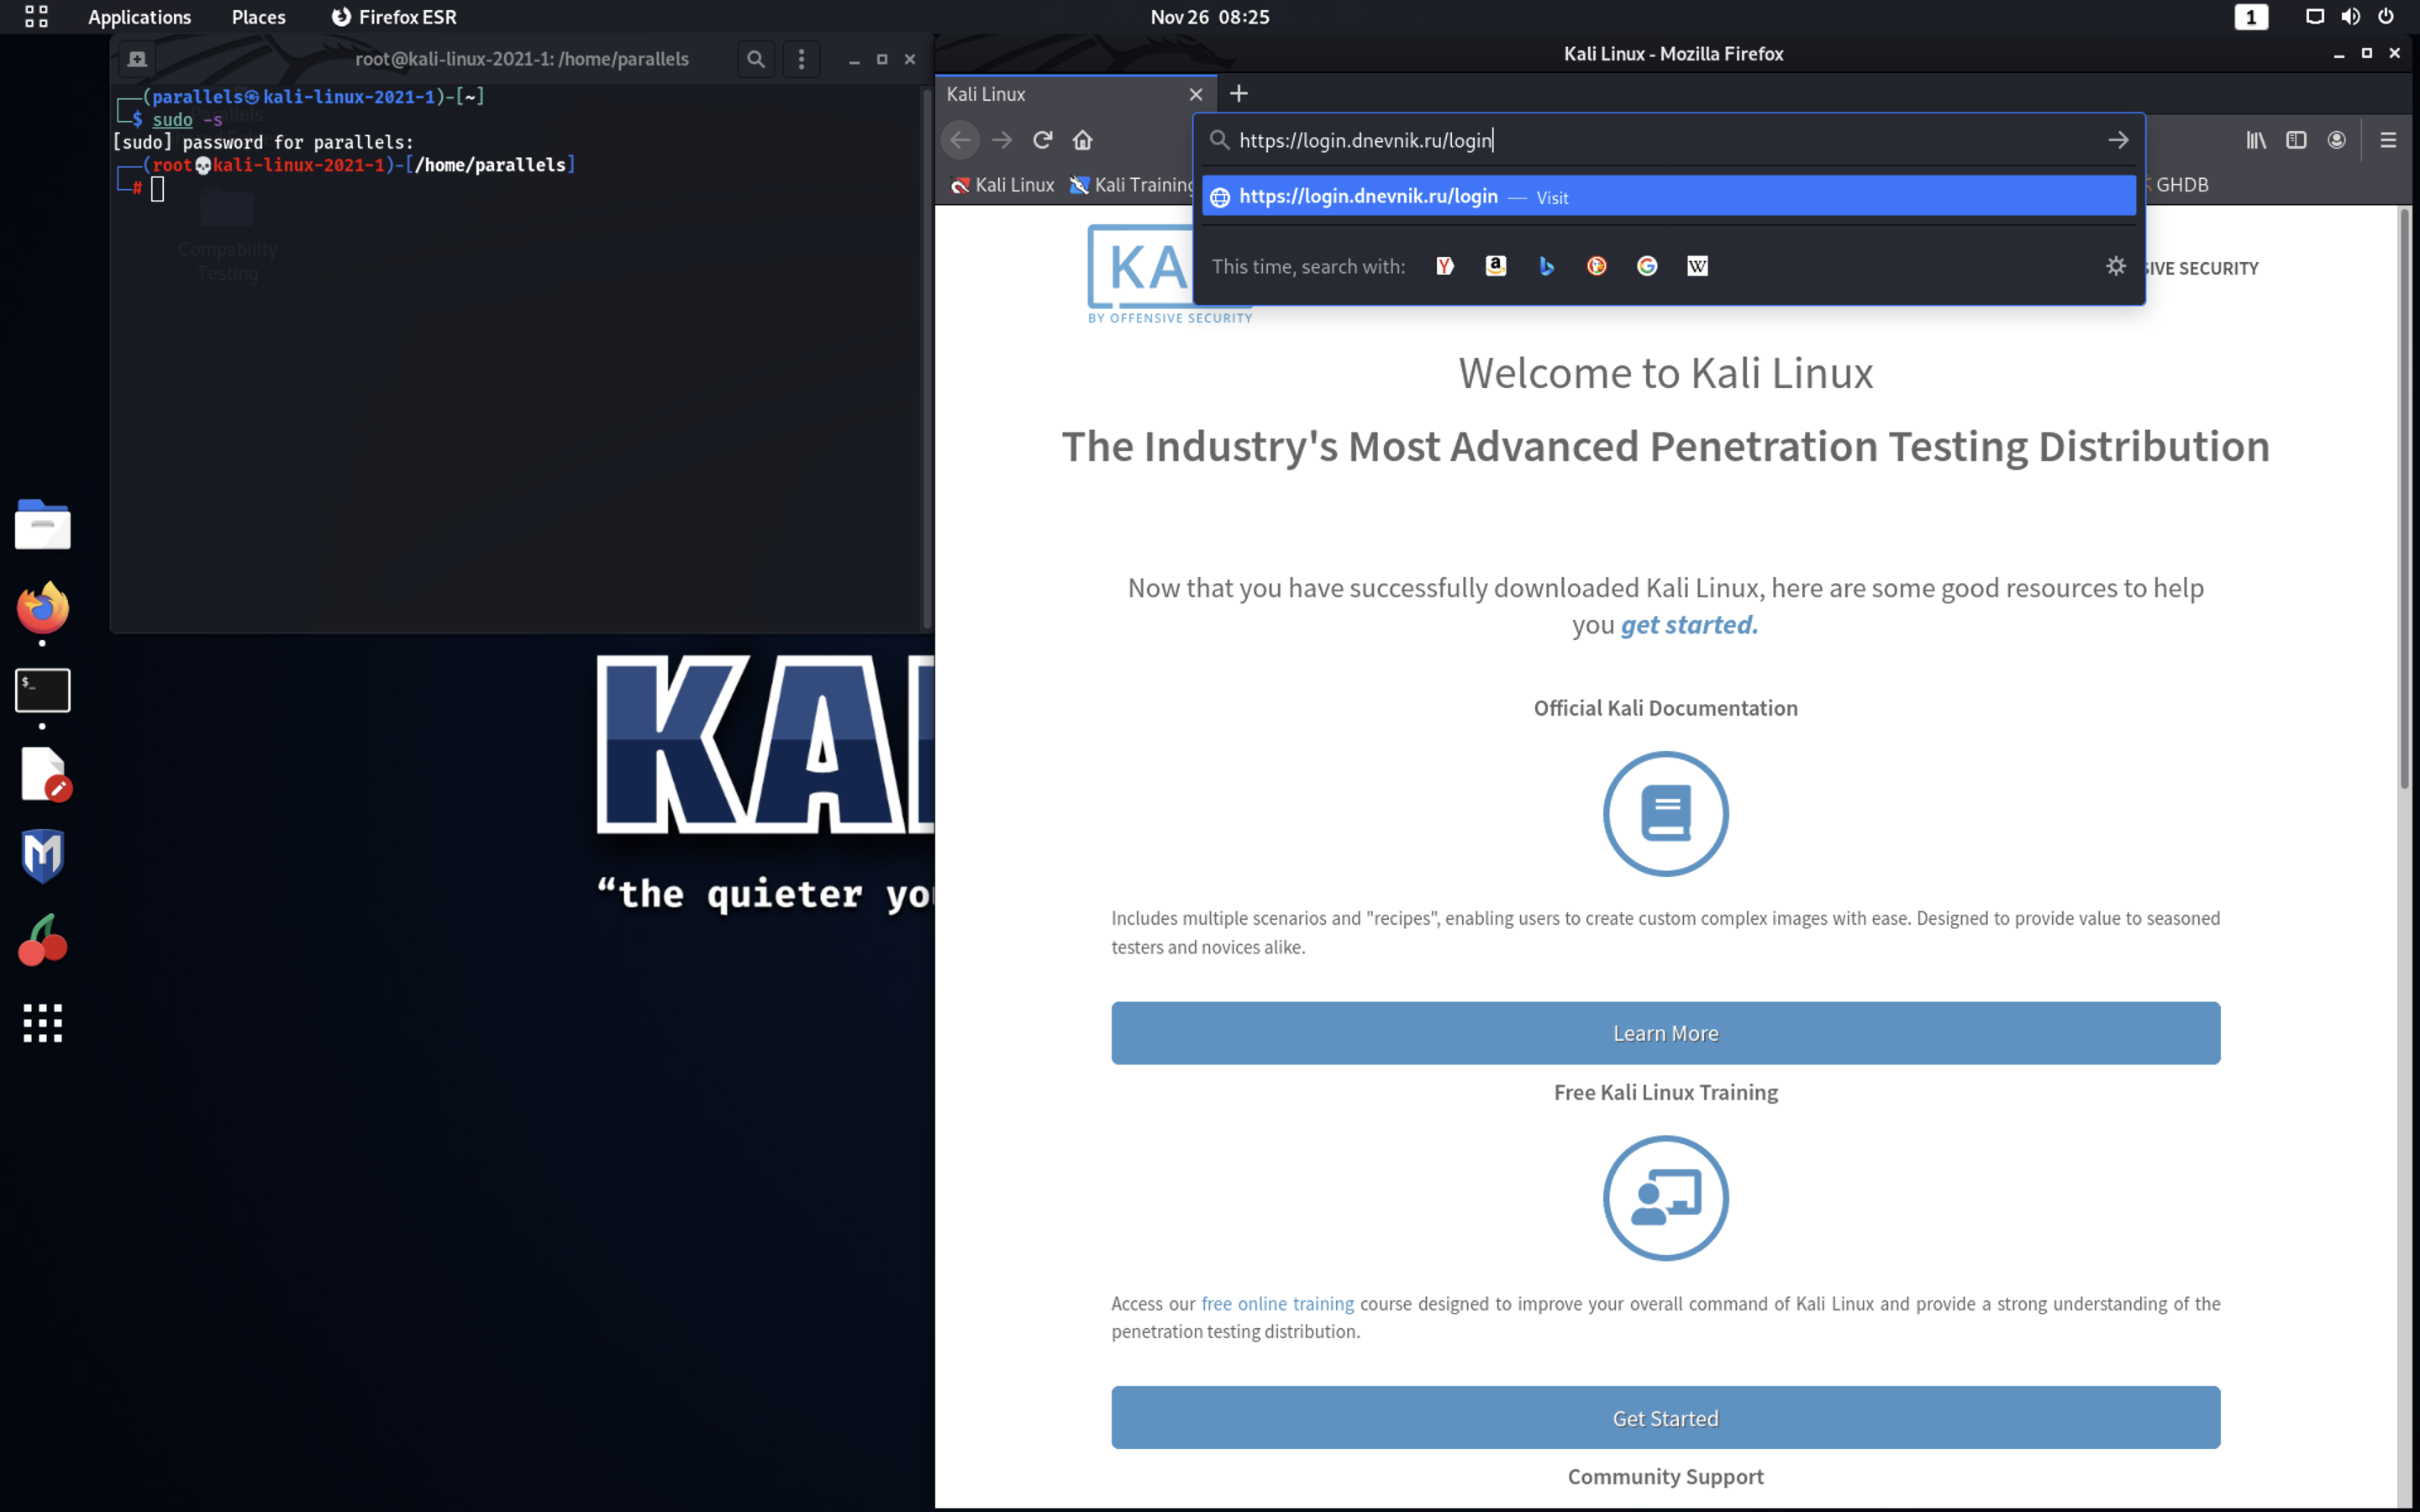 Applications Places Firefox ESR Nov 26 08:25 1
root@kali-linux-2021-1: /home/parallels
(parallels㉿kali-linux-2021-1)-[~]
$ sudo -s
[sudo] password for parallels:
(root💀kali-linux-2021-1)-[/home/parallels]
#
Compability
Testing
KA
“the quieter yo
Kali Linux - Mozilla Firefox
Kali Linux
https://login.dnevnik.ru/login
Kali Linux Kali Training GHDB
https://login.dnevnik.ru/login — Visit
This time, search with:
KA
BY OFFENSIVE SECURITY
SIVE SECURITY
Welcome to Kali Linux
The Industry's Most Advanced Penetration Testing Distribution
Now that you have successfully downloaded Kali Linux, here are some good resources to help
you get started.
Official Kali Documentation
Includes multiple scenarios and "recipes", enabling users to create custom complex images with ease. Designed to provide value to seasoned
testers and novices alike.
Learn More
Free Kali Linux Training
Access our free online training course designed to improve your overall command of Kali Linux and provide a strong understanding of the
penetration testing distribution.
Get Started
Community Support